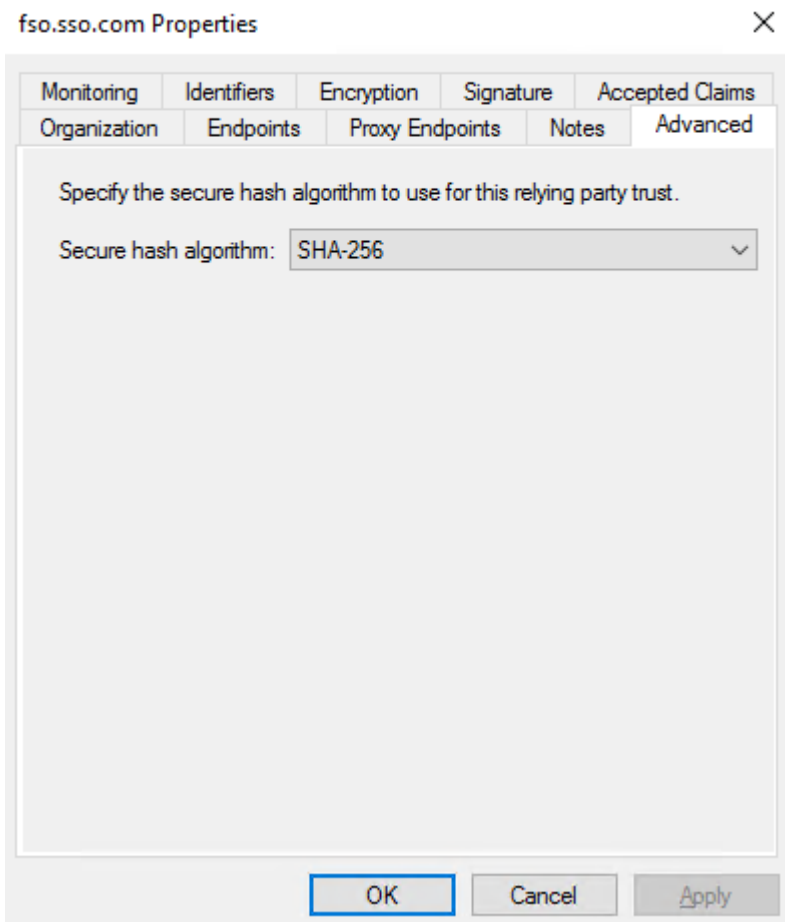 fso.sso.com Properties
Monitoring Identifiers Encryption Signature Accepted Claims
Organization Endpoints Proxy Endpoints Notes Advanced
Specify the secure hash algorithm to use for this relying party trust.
Secure hash algorithm: SHA-256
OK Cancel Apply